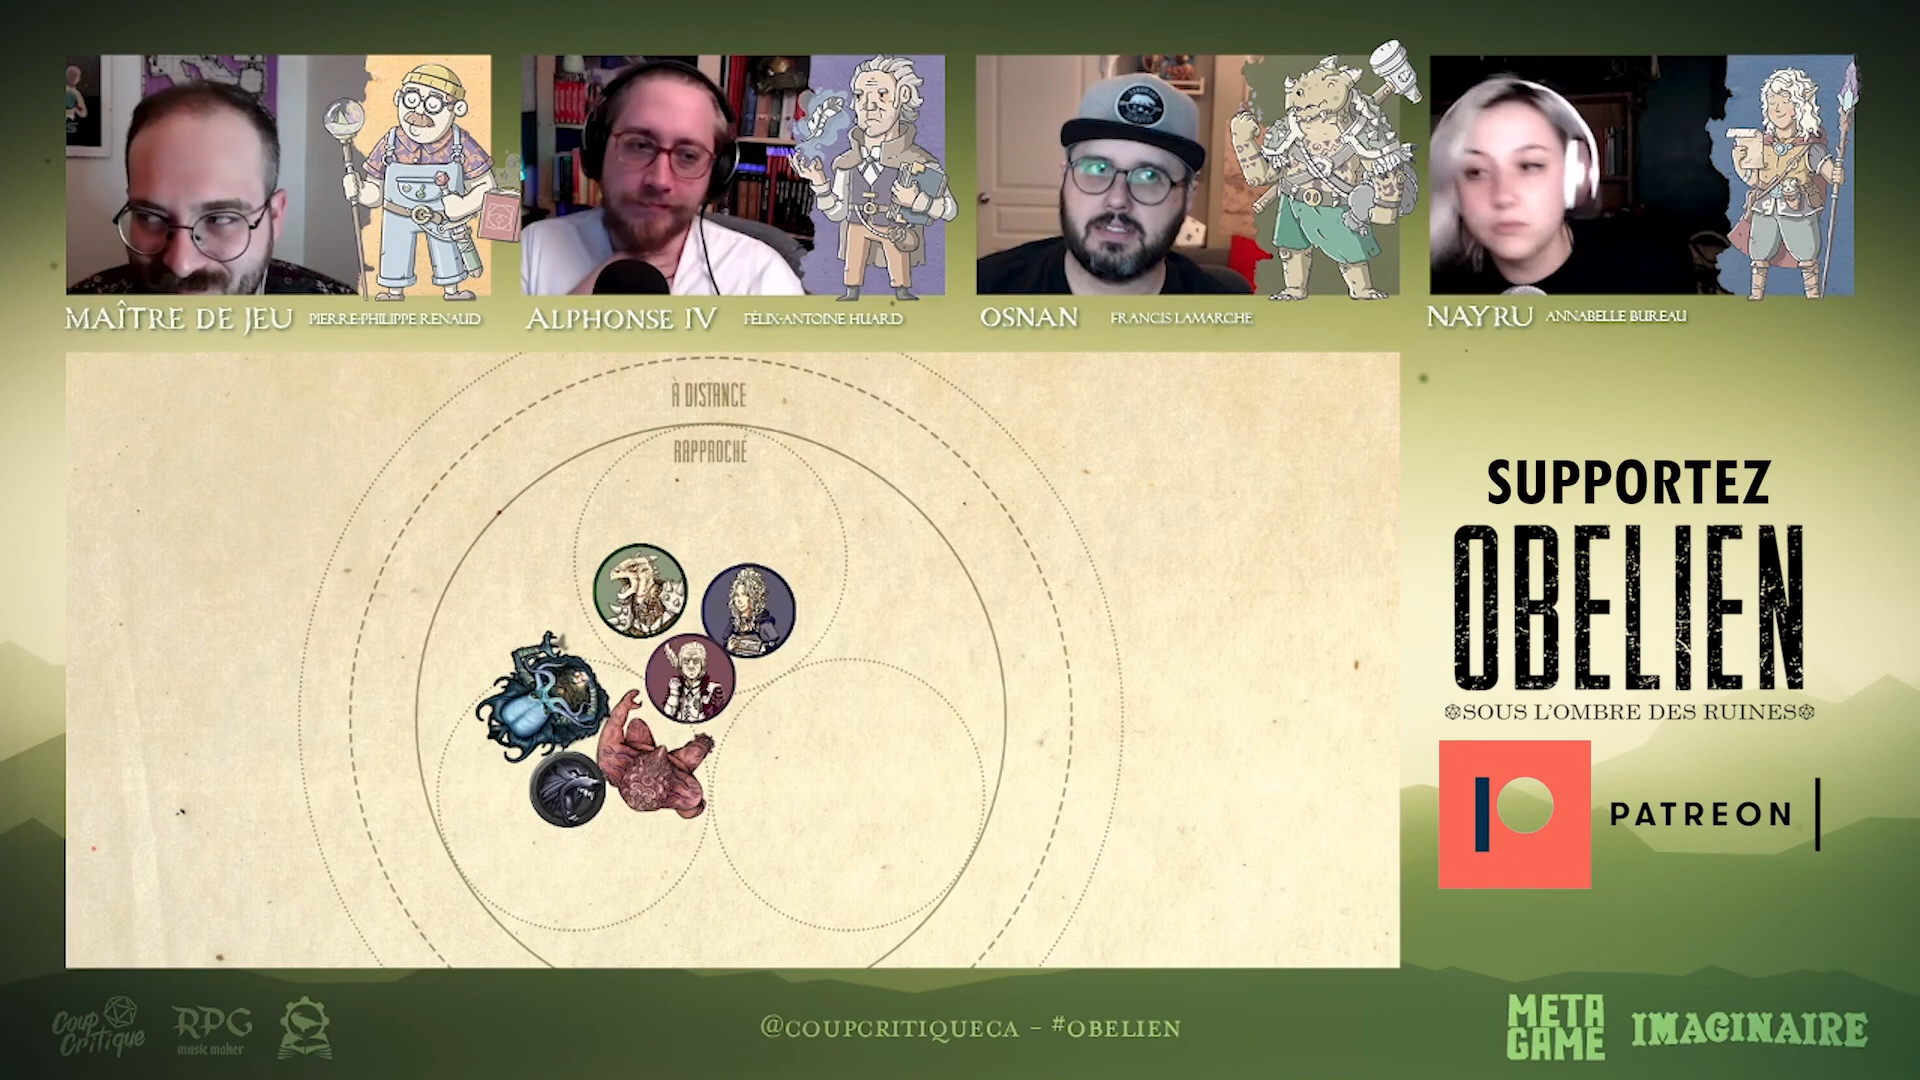 MAÎTRE DE JEU PIERRE-PHILIPPE RENAUD
ALPHONSE IV FÉLIX-ANTOINE HUARD
OSNAN FRANCIS LAMARCHE
NAYRU ANNABELLE BUREAU
À DISTANCE
RAPPROCHÉ
SUPPORTEZ
OBELIEN
SOUS L'OMBRE DES RUINES
PATREON
Coup Critique
RPG music maker
@COUPCRITIQUECA - #OBELIEN
META GAME
IMAGINAIRE